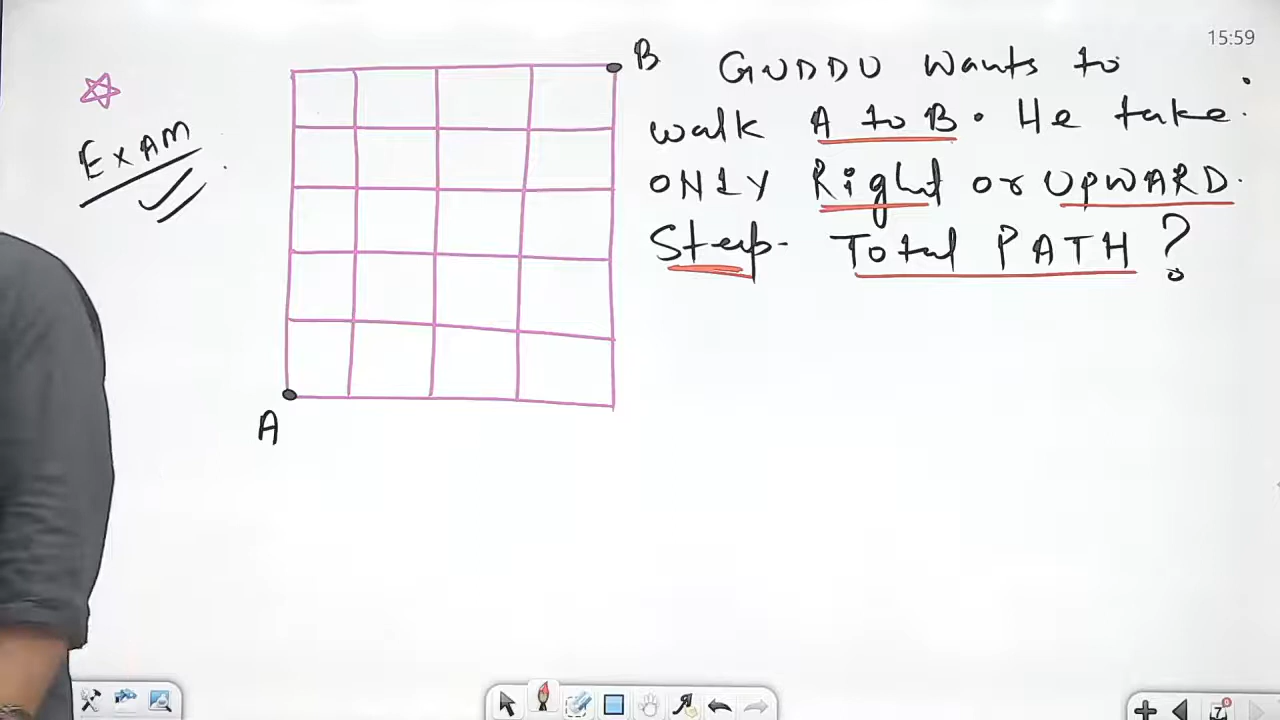 15:59
B
GUDDU wants to
walk A to B. He take
ONLY Right or UPWARD.
Step- Total PATH ?
EXAM
A